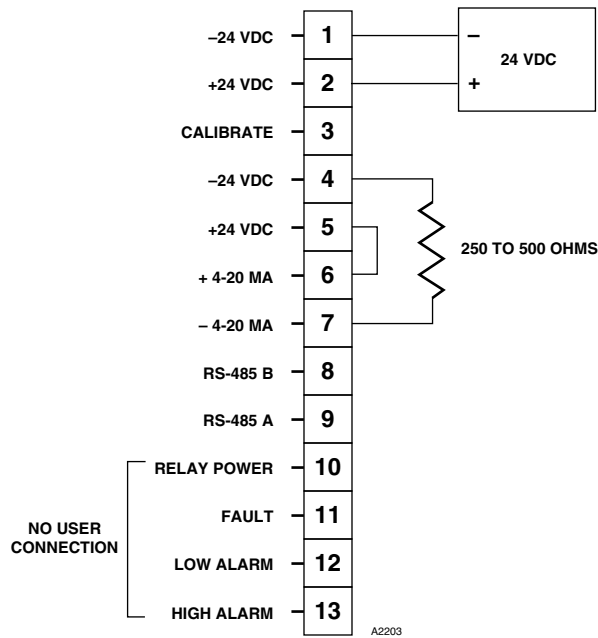 –24 VDC – 1
+24 VDC – 2
CALIBRATE – 3
–24 VDC – 4
+24 VDC – 5
+ 4-20 MA – 6
– 4-20 MA – 7
RS-485 B – 8
RS-485 A – 9
RELAY POWER – 10
FAULT – 11
LOW ALARM – 12
HIGH ALARM – 13
–
24 VDC
+
250 TO 500 OHMS
NO USER
CONNECTION
A2203